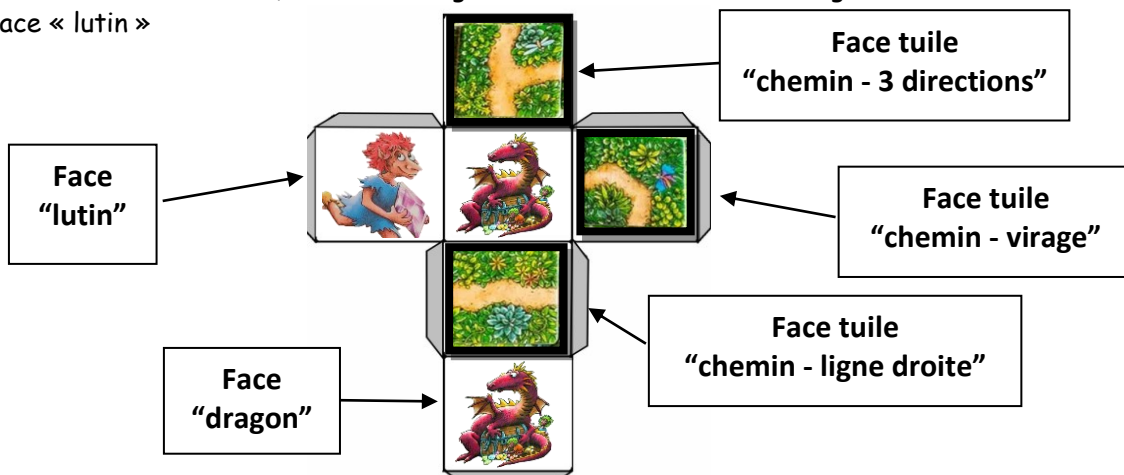 ace « lutin »
Face tuile
“chemin - 3 directions”
Face
“lutin”
Face tuile
“chemin - virage”
Face tuile
“chemin - ligne droite”
Face
“dragon”